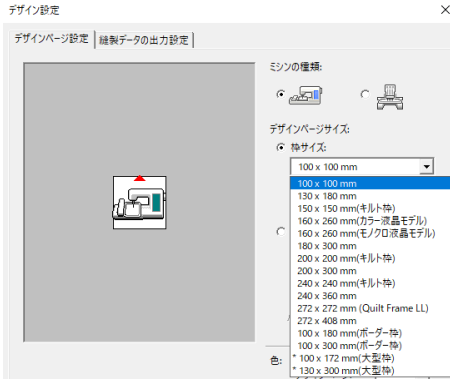 デザイン設定
デザインページ設定 縫製データの出力設定
ミシンの種類:
デザインページサイズ:
枠サイズ:
100 x 100 mm
100 x 100 mm
130 x 180 mm
150 x 150 mm(キルト枠)
160 x 260 mm(カラー液晶モデル)
160 x 260 mm(モノクロ液晶モデル)
180 x 300 mm
200 x 200 mm(キルト枠)
200 x 300 mm
240 x 240 mm(キルト枠)
240 x 360 mm
272 x 272 mm (Quilt Frame LL)
272 x 408 mm
100 x 180 mm(ボーダー枠)
100 x 300 mm(ボーダー枠)
* 100 x 172 mm(大型枠)
* 130 x 300 mm(大型枠)
色: